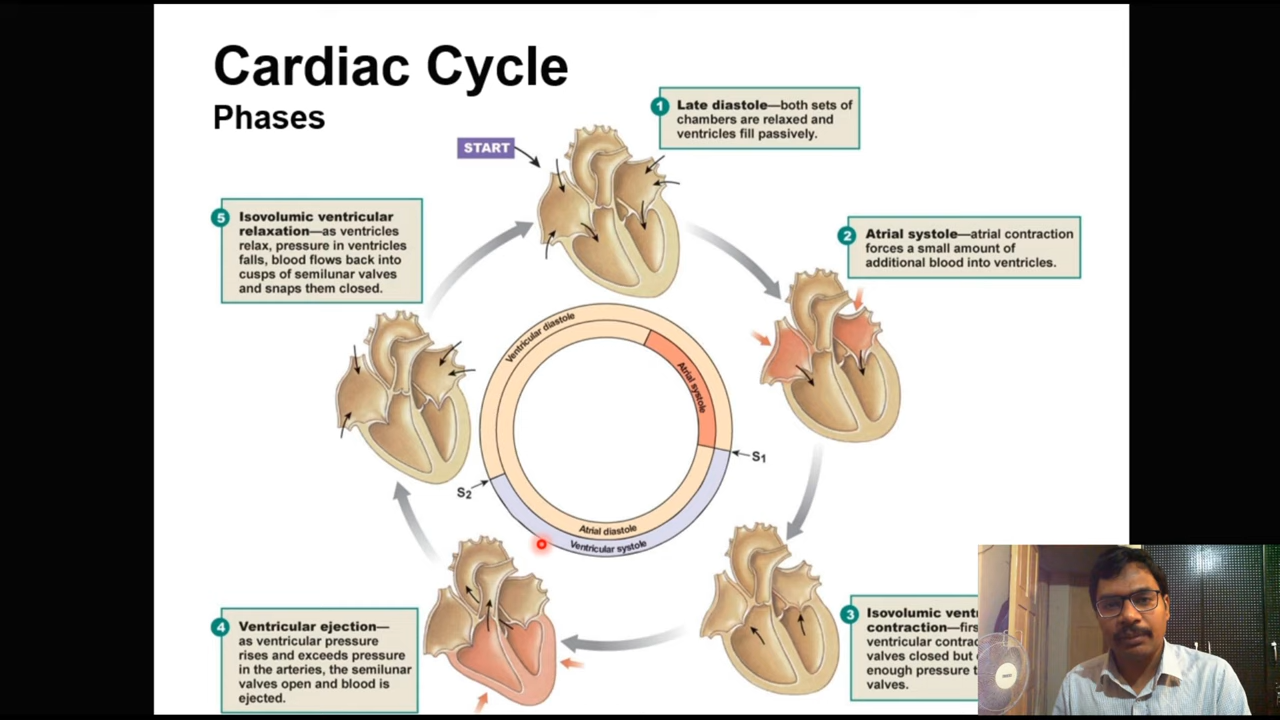 Cardiac Cycle
Phases
START
1
Late diastole—both sets of
chambers are relaxed and
ventricles fill passively.
2
Atrial systole—atrial contraction
forces a small amount of
additional blood into ventricles.
3
Isovolumic
contraction—
ventricular
valves closed but
enough pressure
valves.
4
Ventricular ejection—
as ventricular pressure
rises and exceeds pressure
in the arteries, the semilunar
valves open and blood is
ejected.
5
Isovolumic ventricular
relaxation—as ventricles
relax, pressure in ventricles
falls, blood flows back into
cusps of semilunar valves
and snaps them closed.
Ventricular diastole
Atrial systole
S1
S2
Atrial diastole
Ventricular systole